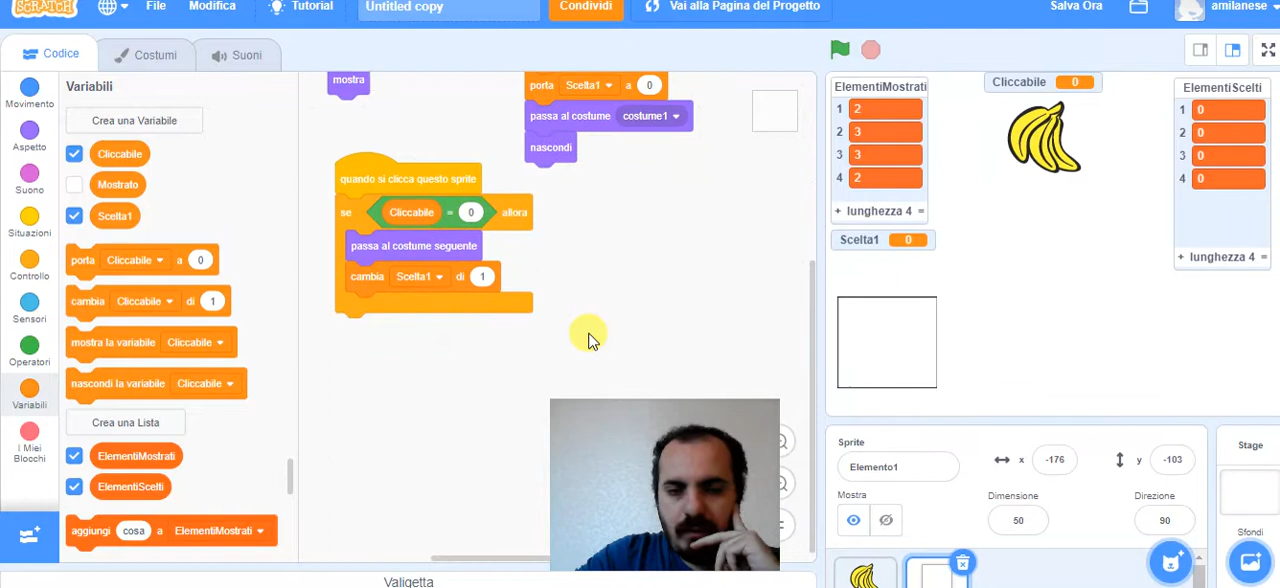 SCRATCH
File
Modifica
Tutorial
Untitled copy
Condividi
Vai alla Pagina del Progetto
Salva Ora
amilanese
Codice
Costumi
Suoni
Movimento
Aspetto
Suono
Situazioni
Controllo
Sensori
Operatori
Variabili
I Miei
Blocchi
Variabili
Crea una Variabile
Cliccabile
Mostrato
Scelta1
porta Cliccabile a 0
cambia Cliccabile di 1
mostra la variabile Cliccabile
nascondi la variabile Cliccabile
Crea una Lista
ElementiMostrati
ElementiScelti
aggiungi cosa a ElementiMostrati
mostra
porta Scelta1 a 0
passa al costume costume1
nascondi
quando si clicca questo sprite
se Cliccabile = 0 allora
passa al costume seguente
cambia Scelta1 di 1
Valigetta
ElementiMostrati
1 2
2 3
3 3
4 2
+ lunghezza 4 =
Scelta1 0
Cliccabile 0
ElementiScelti
1 0
2 0
3 0
4 0
+ lunghezza 4 =
Sprite
Elemento1
x -176
y -103
Mostra
Dimensione
50
Direzione
90
Stage
Sfondi